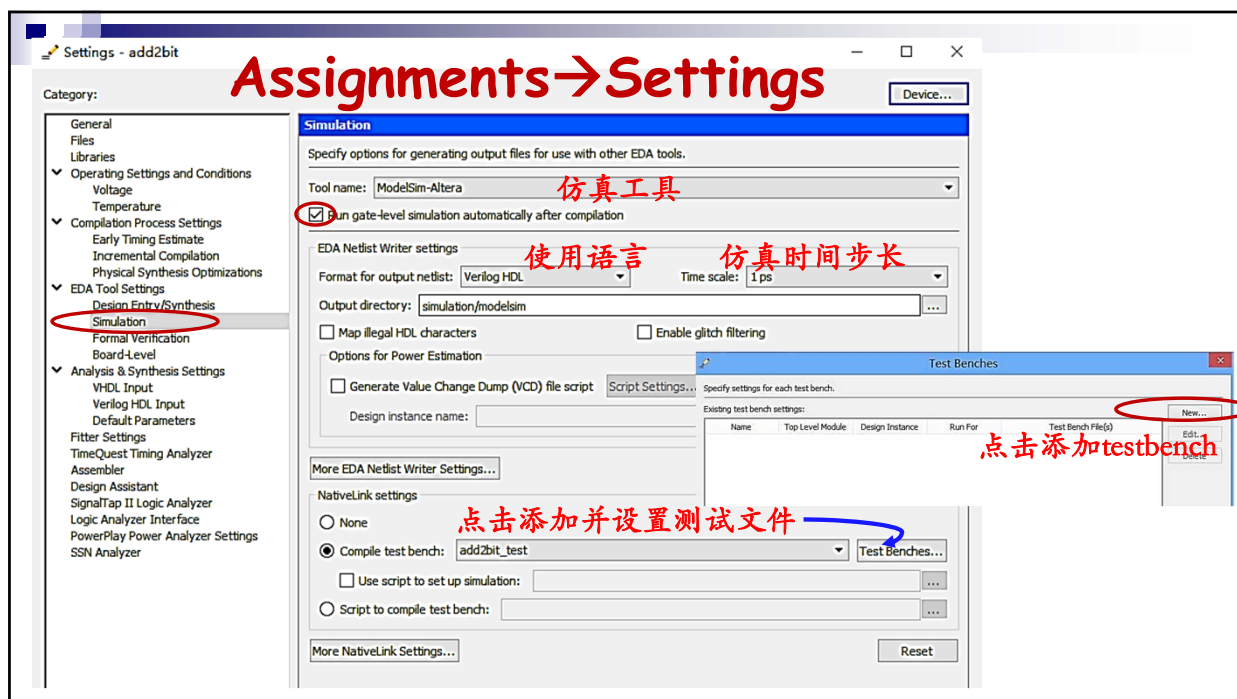 Settings - add2bit
Assignments→Settings
Category:
Device...
General
Files
Libraries
Operating Settings and Conditions
Voltage
Temperature
Compilation Process Settings
Early Timing Estimate
Incremental Compilation
Physical Synthesis Optimizations
EDA Tool Settings
Design Entry/Synthesis
Simulation
Formal Verification
Board-Level
Analysis & Synthesis Settings
VHDL Input
Verilog HDL Input
Default Parameters
Fitter Settings
TimeQuest Timing Analyzer
Assembler
Design Assistant
SignalTap II Logic Analyzer
Logic Analyzer Interface
PowerPlay Power Analyzer Settings
SSN Analyzer
Simulation
Specify options for generating output files for use with other EDA tools.
Tool name: ModelSim-Altera 仿真工具
Run gate-level simulation automatically after compilation
EDA Netlist Writer settings
使用语言 仿真时间步长
Format for output netlist: Verilog HDL Time scale: 1 ps
Output directory: simulation/modelsim ...
Map illegal HDL characters Enable glitch filtering
Options for Power Estimation
Generate Value Change Dump (VCD) file script Script Settings...
Design instance name:
More EDA Netlist Writer Settings...
NativeLink settings
None 点击添加并设置测试文件
Compile test bench: add2bit_test Test Benches...
Use script to set up simulation: ...
Script to compile test bench: ...
More NativeLink Settings... Reset
Test Benches
Specify settings for each test bench.
Existing test bench settings:
New...
Name Top Level Module Design Instance Run For Test Bench File(s)
Edit...
点击添加testbench
Delete